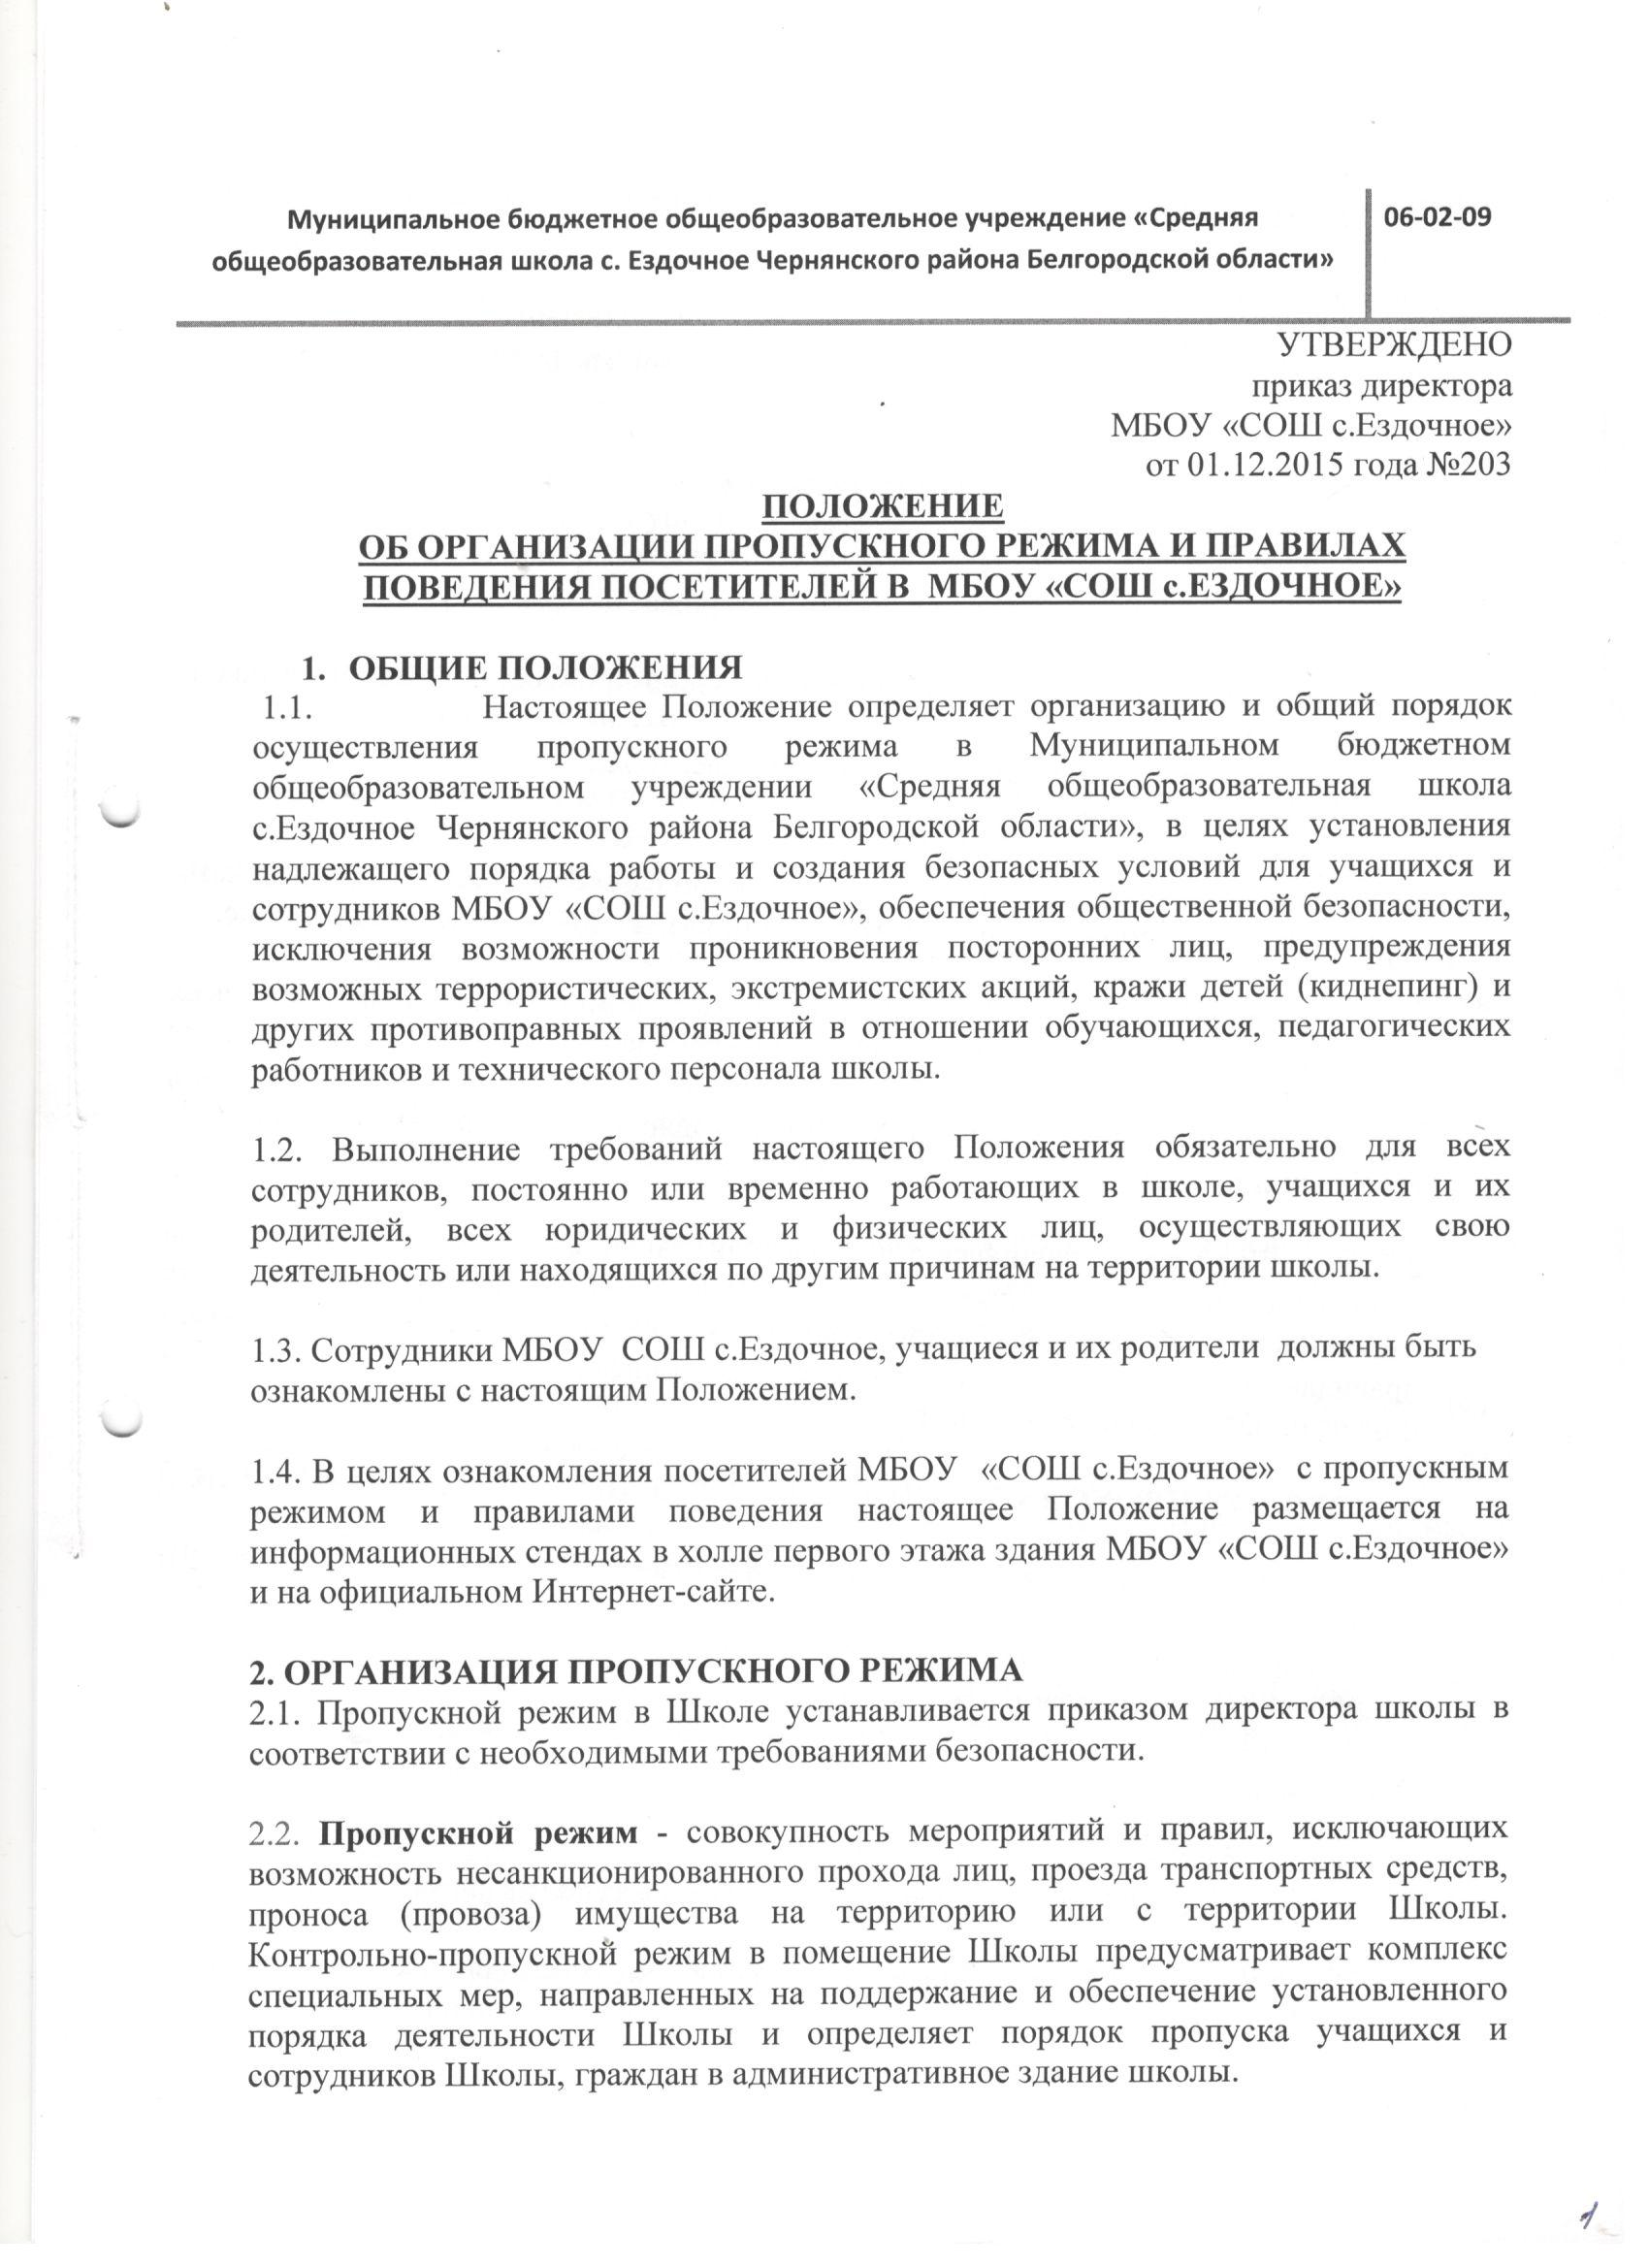 Муниципальное бюджетное общеобразовательное учреждение «Средняя
общеобразовательная школа с. Ездочное Чернянского района Белгородской области»
06-02-09
УТВЕРЖДЕНО
приказ директора
МБОУ «СОШ с.Ездочное»
от 01.12.2015 года №203
ПОЛОЖЕНИЕ
ОБ ОРГАНИЗАЦИИ ПРОПУСКНОГО РЕЖИМА И ПРАВИЛАХ
ПОВЕДЕНИЯ ПОСЕТИТЕЛЕЙ В МБОУ «СОШ с.ЕЗДОЧНОЕ»
1. ОБЩИЕ ПОЛОЖЕНИЯ
1.1. Настоящее Положение определяет организацию и общий порядок
осуществления пропускного режима в Муниципальном бюджетном
общеобразовательном учреждении «Средняя общеобразовательная школа
с.Ездочное Чернянского района Белгородской области», в целях установления
надлежащего порядка работы и создания безопасных условий для учащихся и
сотрудников МБОУ «СОШ с.Ездочное», обеспечения общественной безопасности,
исключения возможности проникновения посторонних лиц, предупреждения
возможных террористических, экстремистских акций, кражи детей (киднепинг) и
других противоправных проявлений в отношении обучающихся, педагогических
работников и технического персонала школы.
1.2. Выполнение требований настоящего Положения обязательно для всех
сотрудников, постоянно или временно работающих в школе, учащихся и их
родителей, всех юридических и физических лиц, осуществляющих свою
деятельность или находящихся по другим причинам на территории школы.
1.3. Сотрудники МБОУ СОШ с.Ездочное, учащиеся и их родители должны быть
ознакомлены с настоящим Положением.
1.4. В целях ознакомления посетителей МБОУ «СОШ с.Ездочное» с пропускным
режимом и правилами поведения настоящее Положение размещается на
информационных стендах в холле первого этажа здания МБОУ «СОШ с.Ездочное»
и на официальном Интернет-сайте.
2. ОРГАНИЗАЦИЯ ПРОПУСКНОГО РЕЖИМА
2.1. Пропускной режим в Школе устанавливается приказом директора школы в
соответствии с необходимыми требованиями безопасности.
2.2. Пропускной режим - совокупность мероприятий и правил, исключающих
возможность несанкционированного прохода лиц, проезда транспортных средств,
проноса (провоза) имущества на территорию или с территории Школы.
Контрольно-пропускной режим в помещение Школы предусматривает комплекс
специальных мер, направленных на поддержание и обеспечение установленного
порядка деятельности Школы и определяет порядок пропуска учащихся и
сотрудников Школы, граждан в административное здание школы.
1